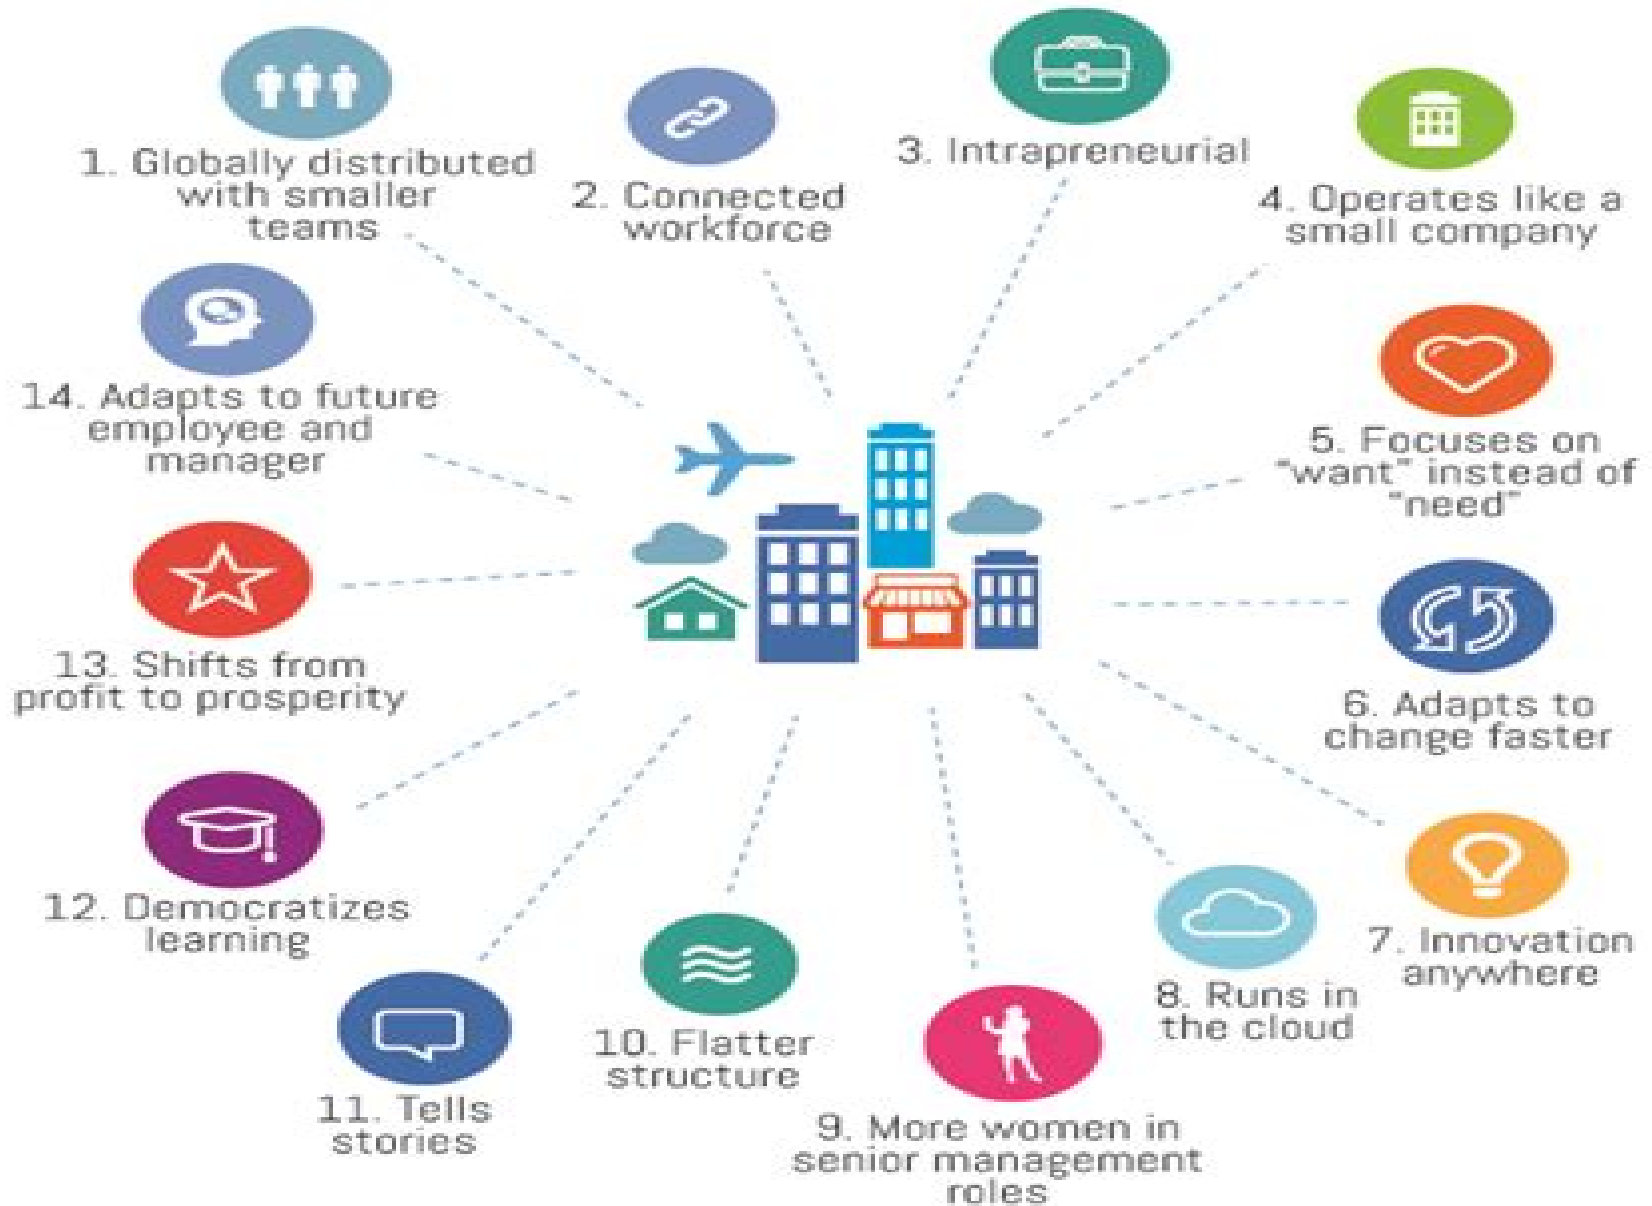 1. Globally distributed
with smaller
teams
2. Connected
workforce
3. Intrapreneurial
4. Operates like a
small company
5. Focuses on
"want" instead of
"need"
6. Adapts to
change faster
7. Innovation
anywhere
8. Runs in
the cloud
9. More women in
senior management
roles
10. Flatter
structure
11. Tells
stories
12. Democratizes
learning
13. Shifts from
profit to prosperity
14. Adapts to future
employee and
manager